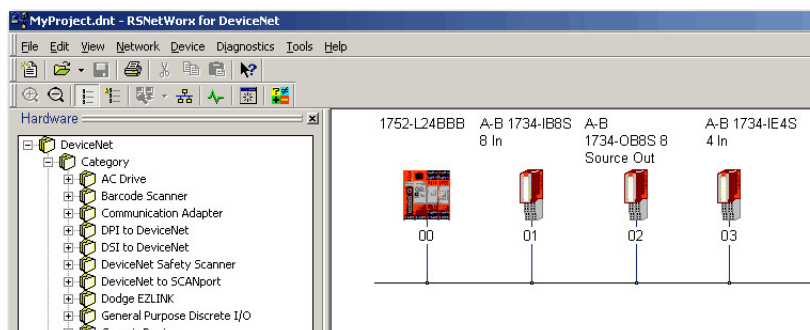 MyProject.dnt - RSNetWorx for DeviceNet
File Edit View Network Device Diagnostics Tools Help
Hardware
DeviceNet
Category
AC Drive
Barcode Scanner
Communication Adapter
DPI to DeviceNet
DSI to DeviceNet
DeviceNet Safety Scanner
DeviceNet to SCANport
Dodge EZLINK
General Purpose Discrete I/O
1752-L24BBB
A-B 1734-IB8S
8 In
A-B
1734-OB8S 8
Source Out
A-B 1734-IE4S
4 In
00
01
02
03